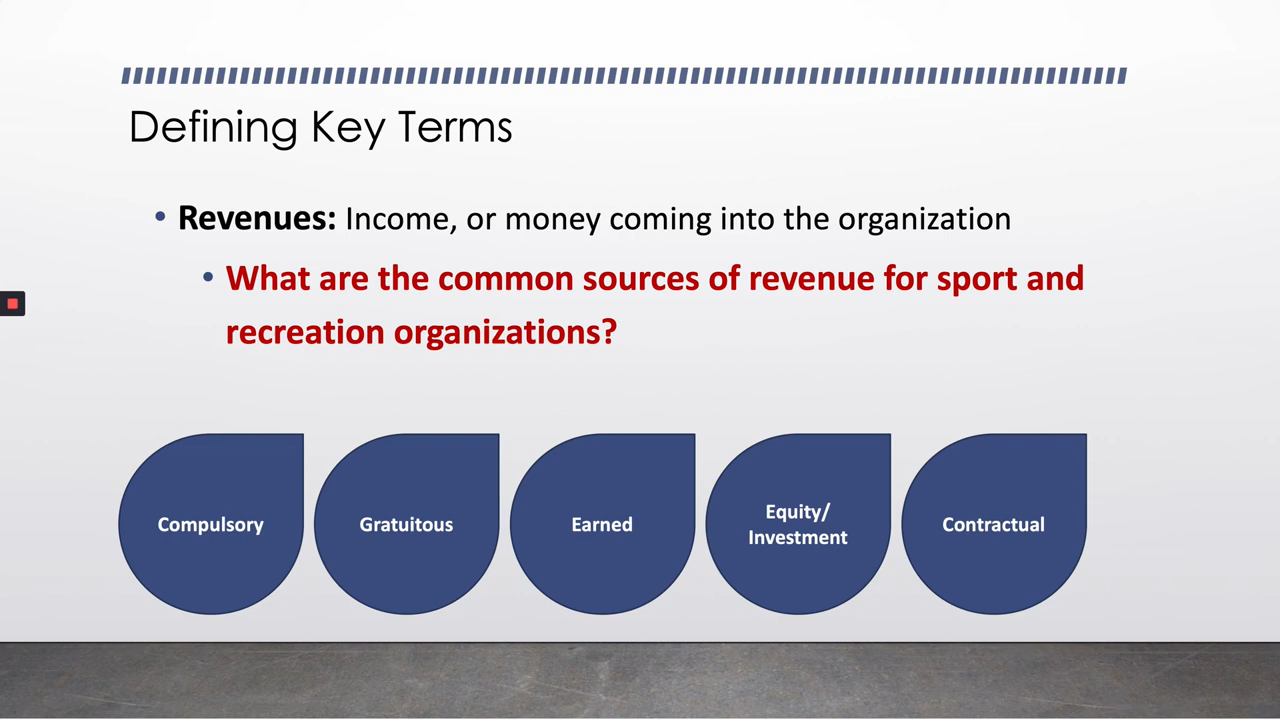 Defining Key Terms
• Revenues: Income, or money coming into the organization
• What are the common sources of revenue for sport and
recreation organizations?
Compulsory
Gratuitous
Earned
Equity/
Investment
Contractual